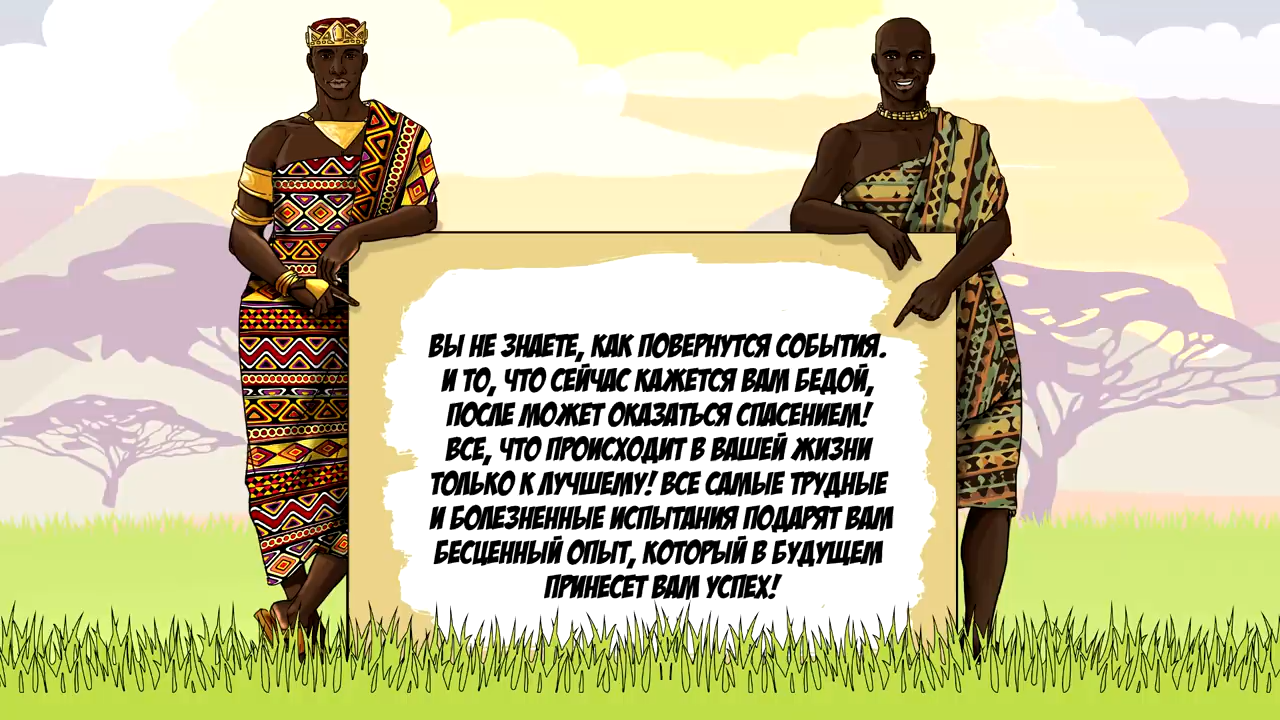 ВЫ НЕ ЗНАЕТЕ, КАК ПОВЕРНУТСЯ СОБЫТИЯ.
И ТО, ЧТО СЕЙЧАС КАЖЕТСЯ ВАМ БЕДОЙ,
ПОСЛЕ МОЖЕТ ОКАЗАТЬСЯ СПАСЕНИЕМ!
ВСЕ, ЧТО ПРОИСХОДИТ В ВАШЕЙ ЖИЗНИ
ТОЛЬКО К ЛУЧШЕМУ! ВСЕ САМЫЕ ТРУДНЫЕ
И БОЛЕЗНЕННЫЕ ИСПЫТАНИЯ ПОДАРЯТ ВАМ
БЕСЦЕННЫЙ ОПЫТ, КОТОРЫЙ В БУДУЩЕМ
ПРИНЕСЕТ ВАМ УСПЕХ!